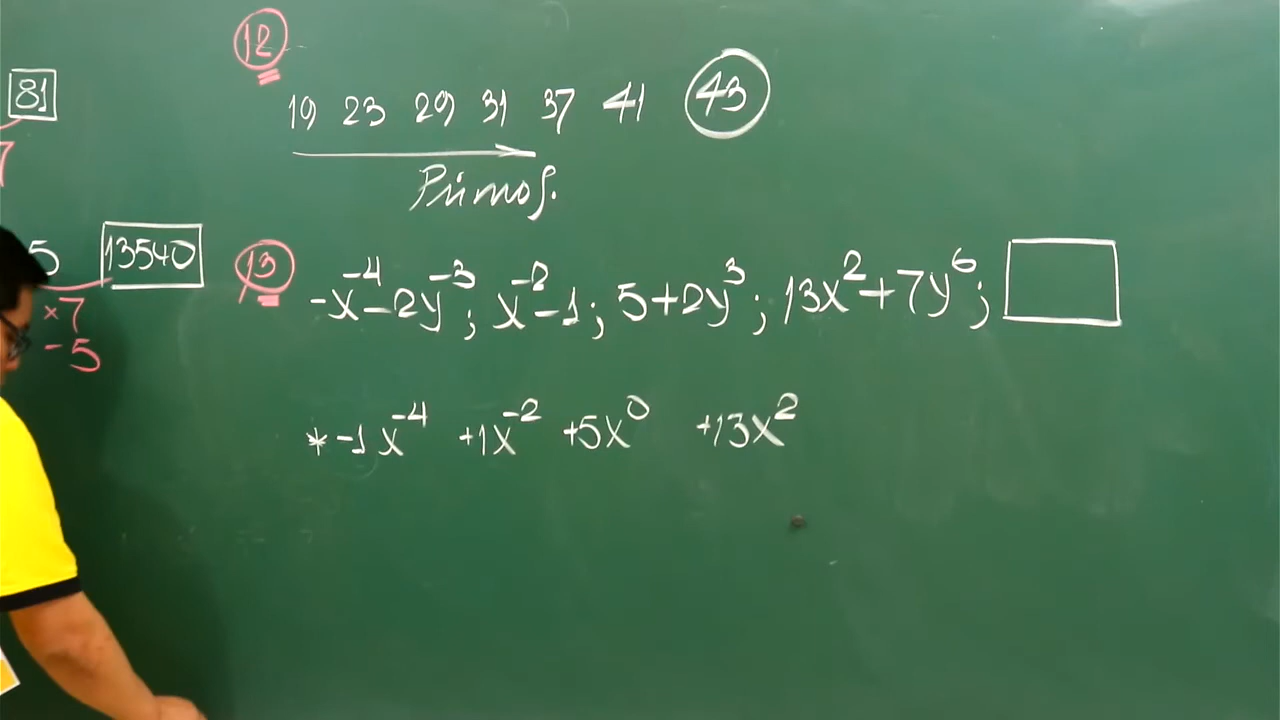 12
81
19 23 29 31 37 41 43
7
Primos.
5 13540
×7
-5
13 -x⁻⁴-2y⁻³; x⁻²-1; 5+2y³; 13x²+7y⁶;
* -1x⁻⁴ +1x⁻² +5x⁰ +13x²